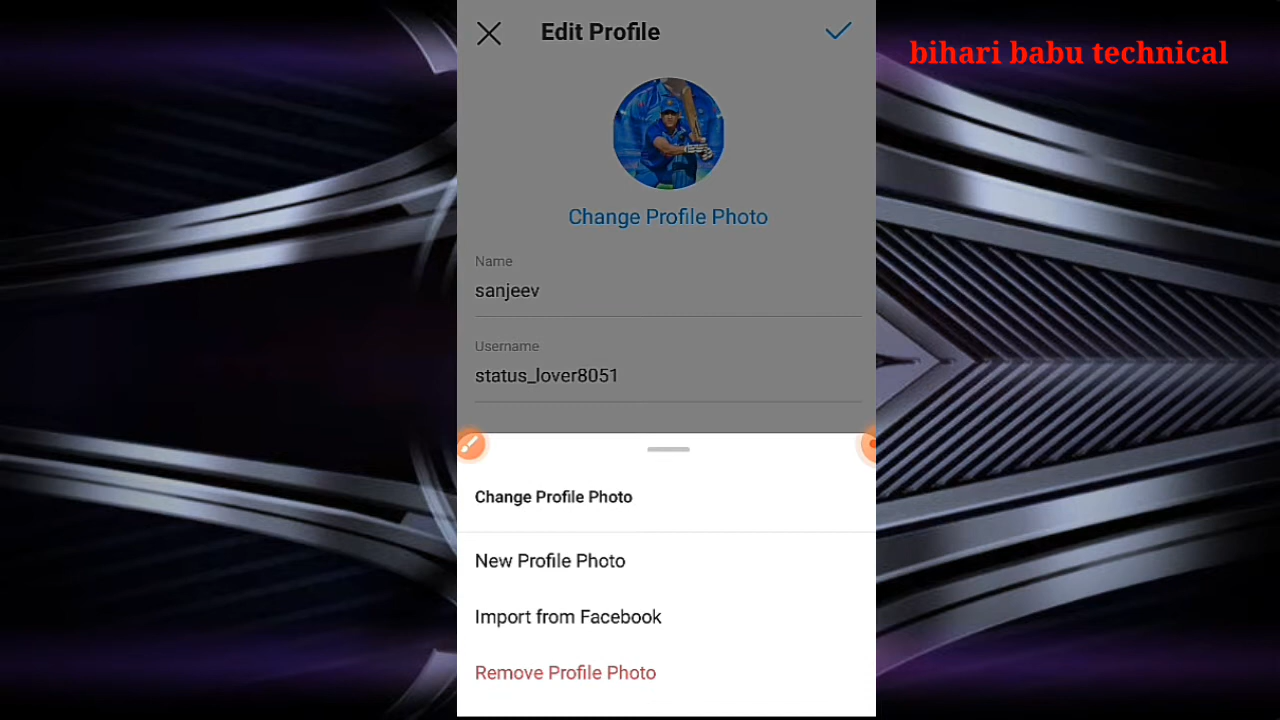 Edit Profile
bihari babu technical
Change Profile Photo
Name
sanjeev
Username
status_lover8051
Change Profile Photo
New Profile Photo
Import from Facebook
Remove Profile Photo